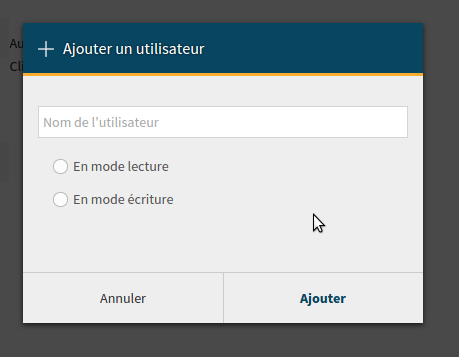 Au
Cli
Ajouter un utilisateur
Nom de l'utilisateur
En mode lecture
En mode écriture
Annuler
Ajouter